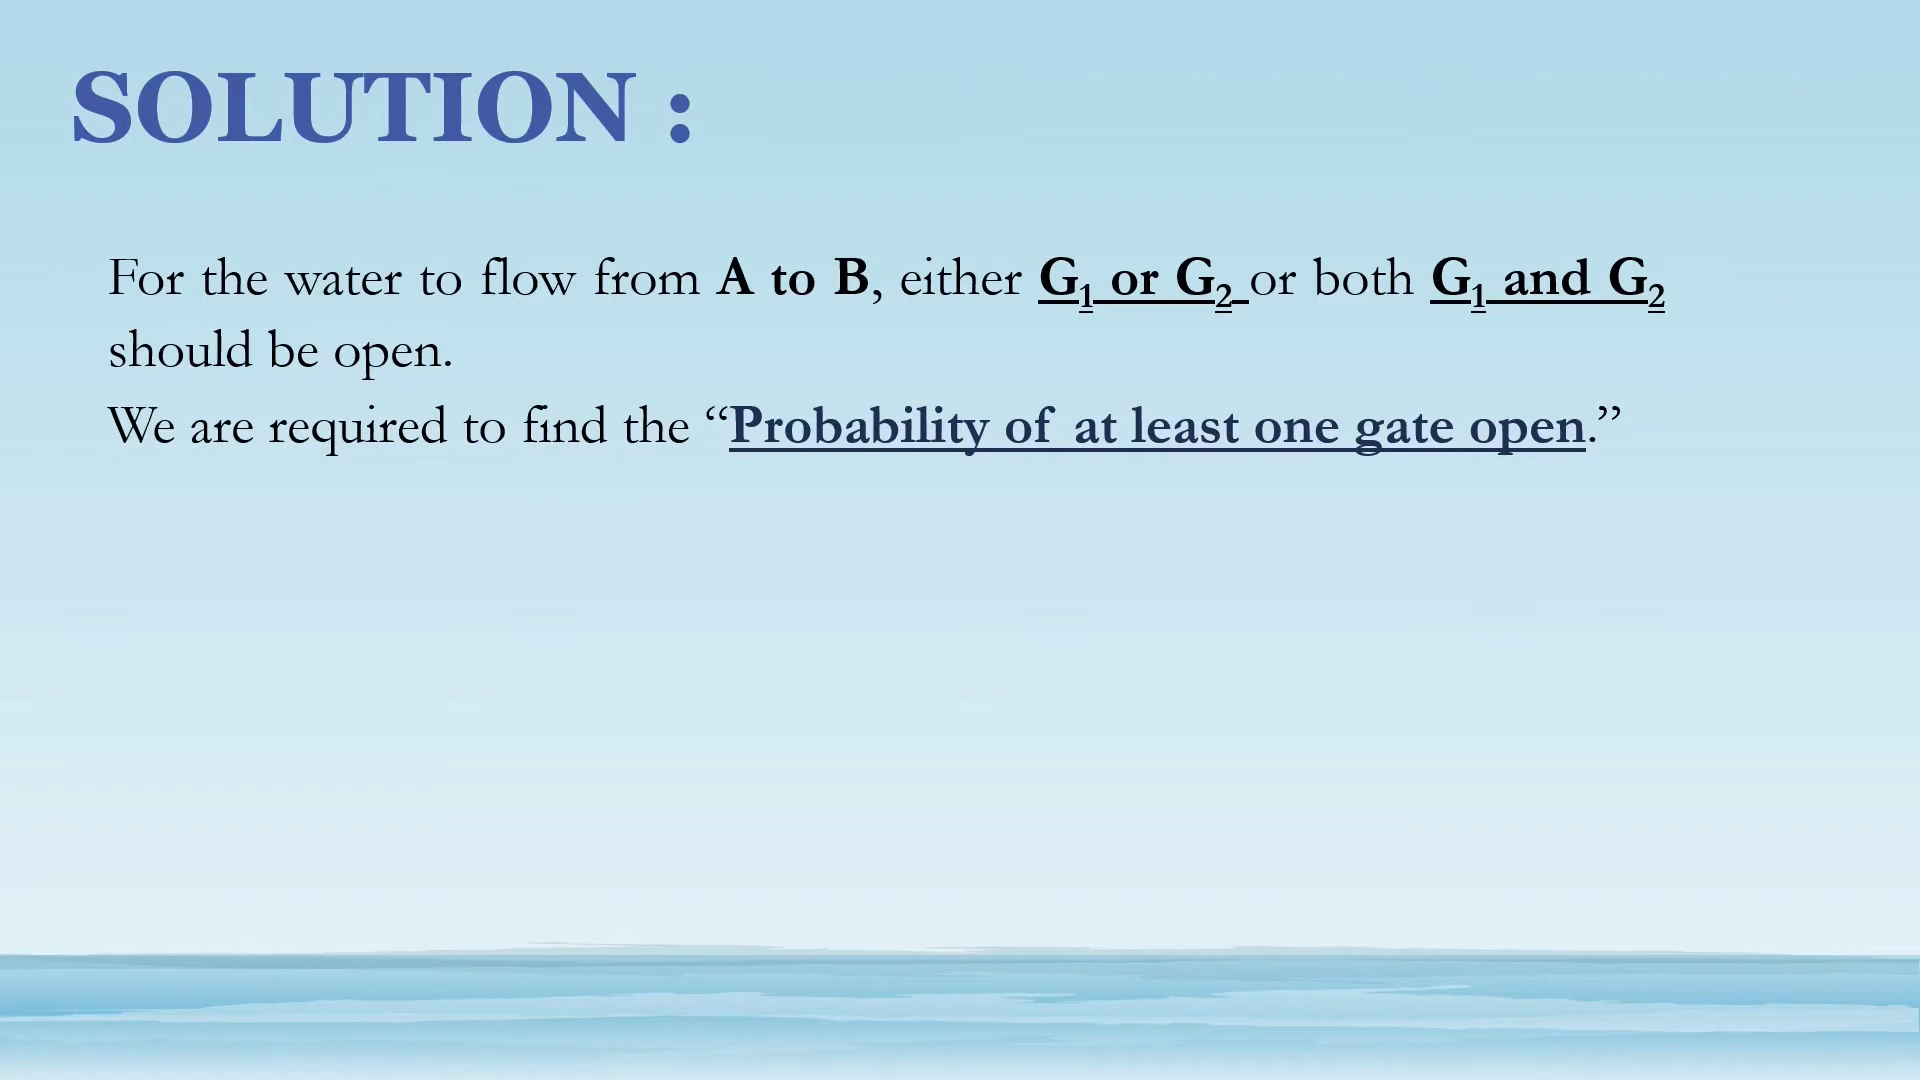 SOLUTION :
For the water to flow from A to B, either G₁ or G₂ or both G₁ and G₂
should be open.
We are required to find the “Probability of at least one gate open.”